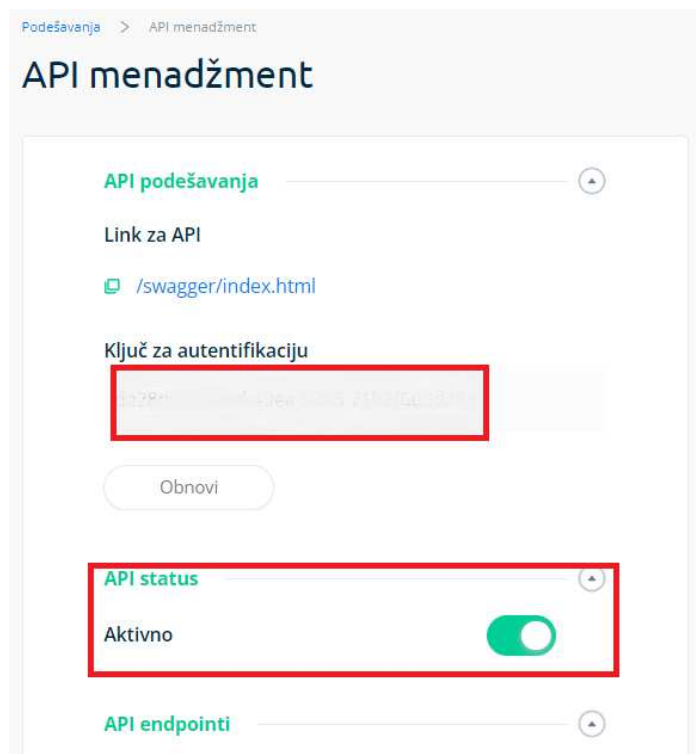 Podešavanja > API menadžment
API menadžment
API podešavanja
Link za API
/swagger/index.html
Ključ za autentifikaciju
Obnovi
API status
Aktivno
API endpointi